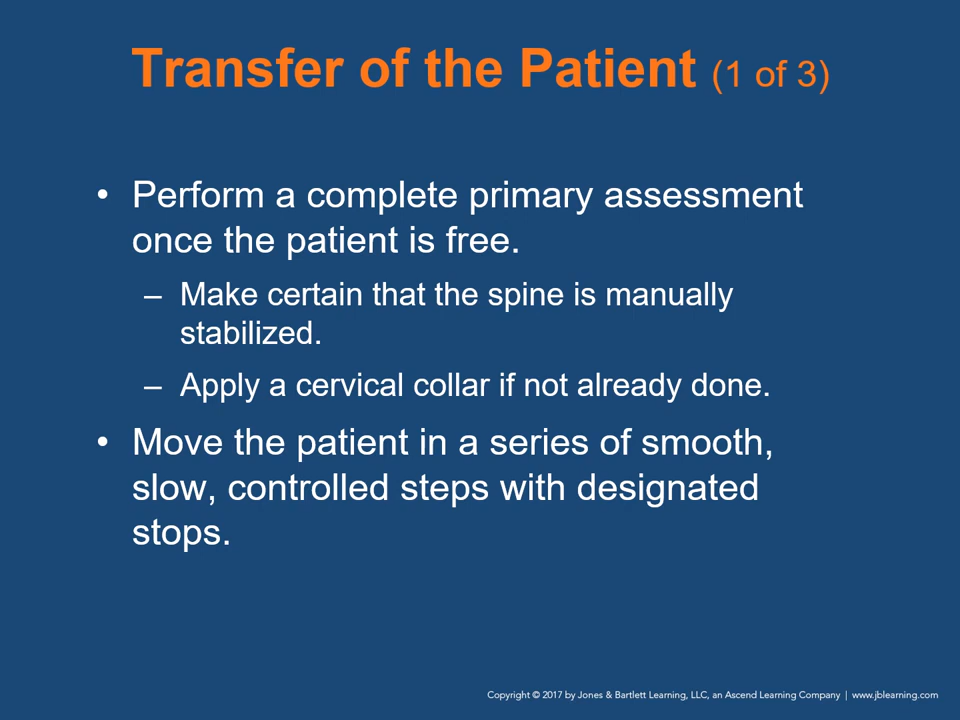 Transfer of the Patient (1 of 3)
• Perform a complete primary assessment
once the patient is free.
– Make certain that the spine is manually
stabilized.
– Apply a cervical collar if not already done.
• Move the patient in a series of smooth,
slow, controlled steps with designated
stops.
Copyright © 2017 by Jones & Bartlett Learning, LLC, an Ascend Learning Company | www.jblearning.com